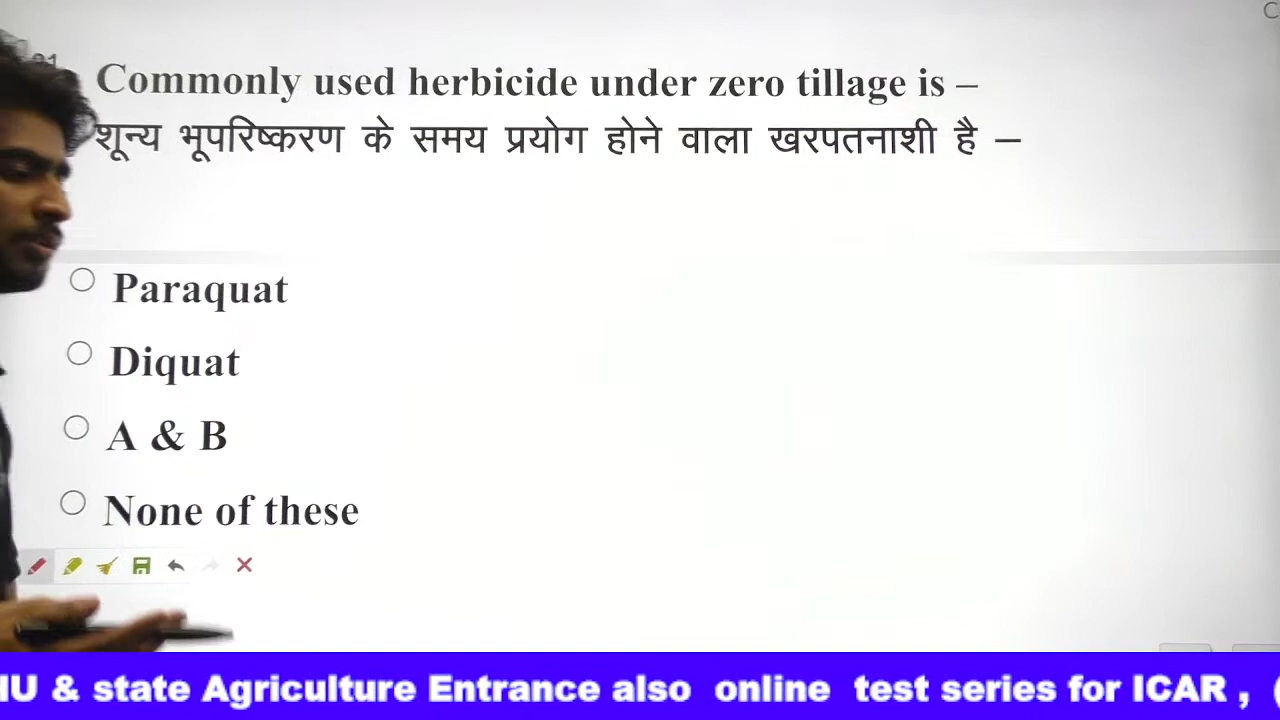 Commonly used herbicide under zero tillage is –
शून्य भूपरिष्करण के समय प्रयोग होने वाला खरपतनाशी है –
Paraquat
Diquat
A & B
None of these
& state Agriculture Entrance also online test series for ICAR ,